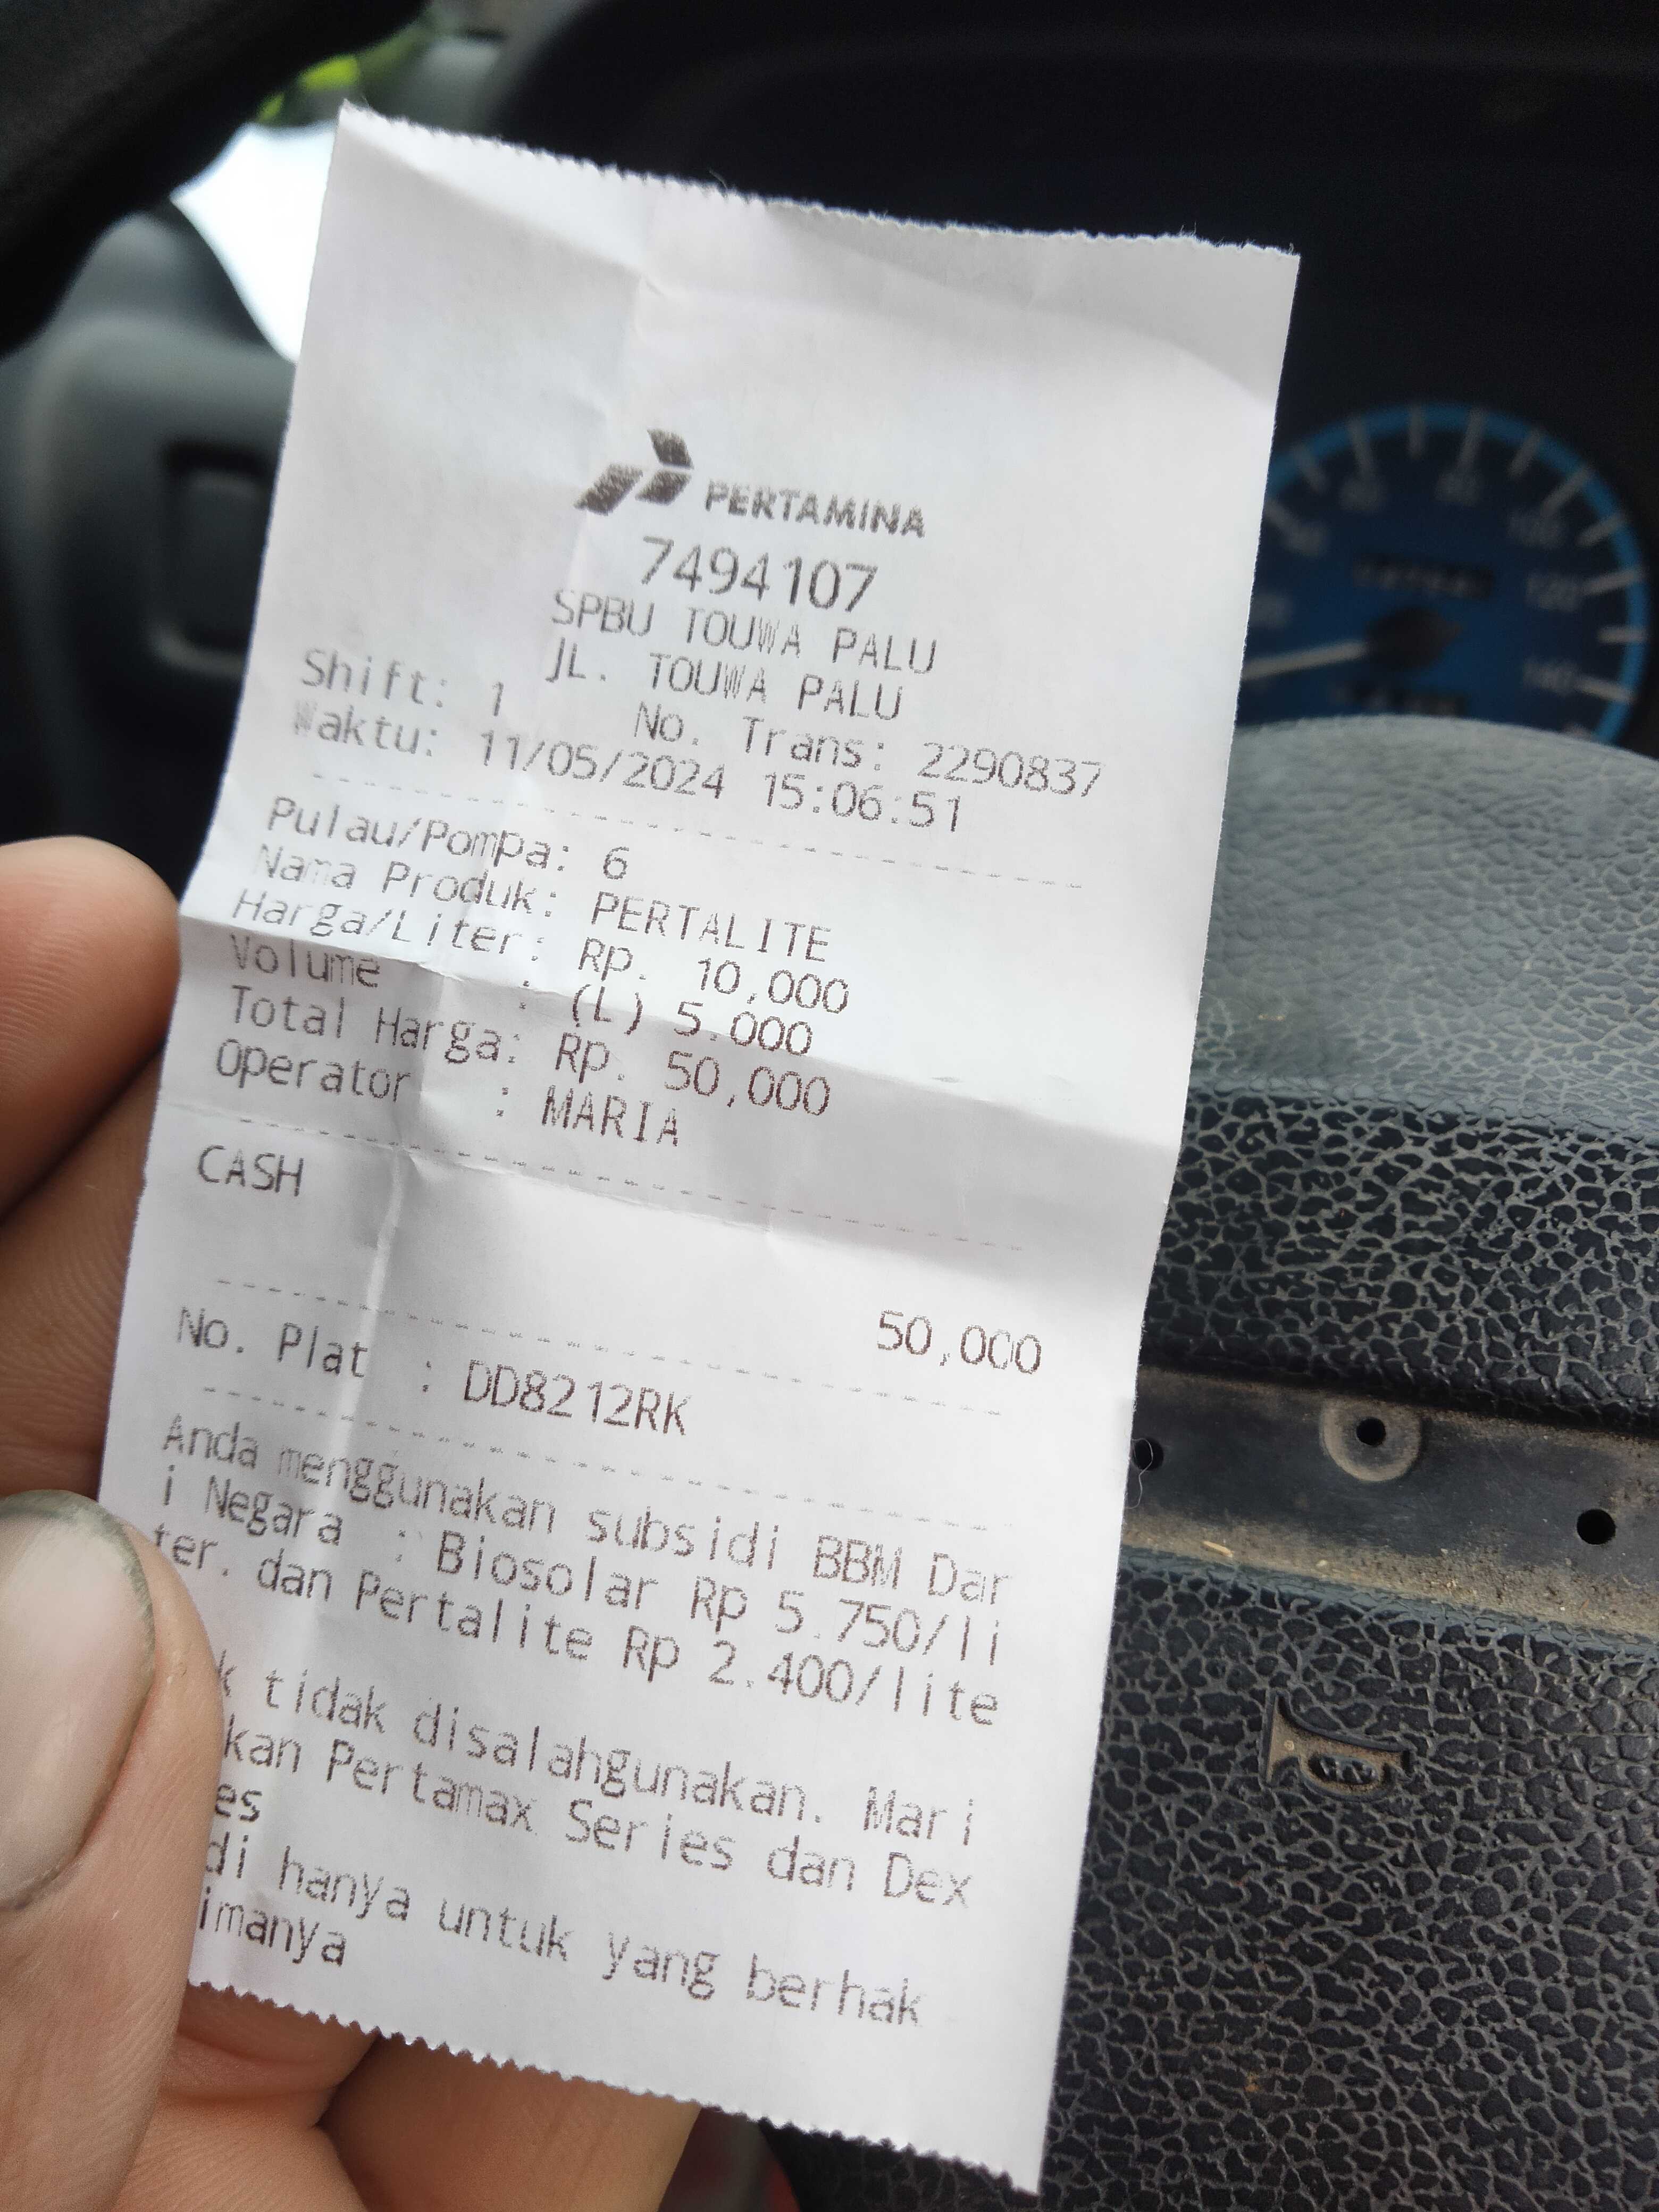 PERTAMINA
7494107
SPBU TOUWA PALU
JL. TOUWA PALU
Shift: 1 No. Trans: 2290837
Waktu: 11/05/2024 15:06:51
Pulau/Pompa: 6
Nama Produk: PERTALITE
Harga/Liter: Rp. 10,000
Volume : (L) 5.000
Total Harga: Rp. 50,000
Operator : MARIA
CASH
50,000
No. Plat : DD8212RK
Anda menggunakan subsidi BBM Dar
i Negara : Biosolar Rp 5.750/li
ter. dan Pertalite Rp 2.400/lite
k tidak disalahgunakan. Mari
kan Pertamax Series dan Dex
es
di hanya untuk yang berhak
imanya
120
140